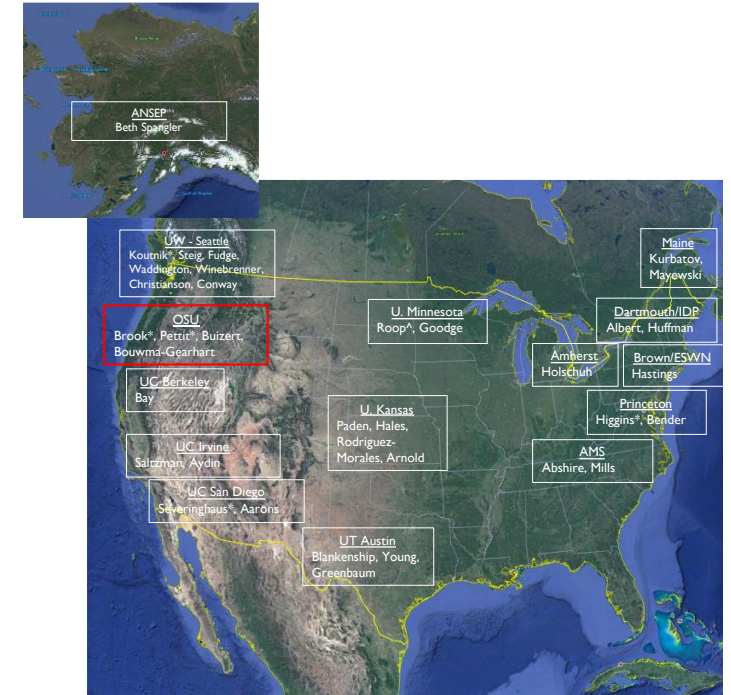 ANSEP
Beth Spangler
UW - Seattle
Koutnik*, Steig, Fudge,
Waddington, Winebrenner,
Christianson, Conway
OSU
Brook*, Pettit*, Buizert,
Bouwma-Gearhart
UC Berkeley
Bay
UC Irvine
Saltzman, Aydin
UC San Diego
Severinghaus*, Aarons
U. Minnesota
Roop^, Goodge
U. Kansas
Paden, Hales,
Rodriguez-
Morales, Arnold
UT Austin
Blankenship, Young,
Greenbaum
Maine
Kurbatov,
Mayewski
Dartmouth/IDP
Albert, Huffman
Amherst
Holschuh
Brown/ESWN
Hastings
Princeton
Higgins*, Bender
AMS
Abshire, Mills